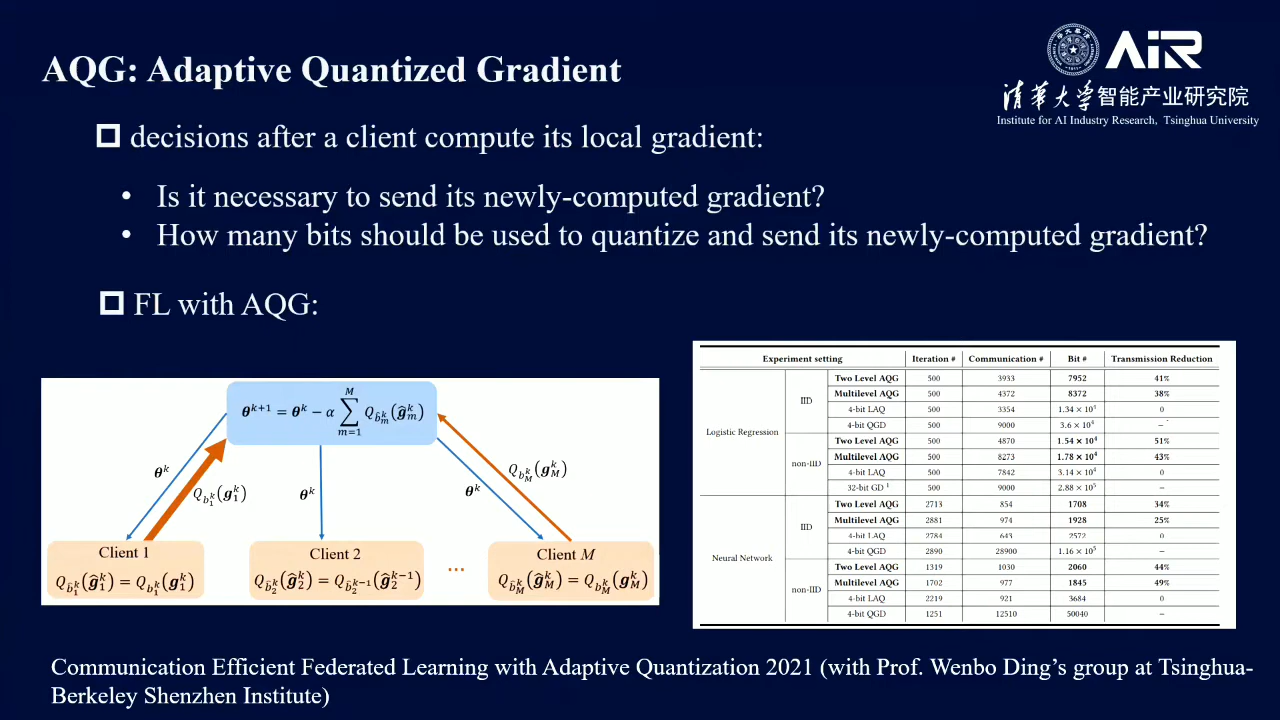 AQG: Adaptive Quantized Gradient
AIR
清华大学智能产业研究院
Institute for AI Industry Research, Tsinghua University
decisions after a client compute its local gradient:
• Is it necessary to send its newly-computed gradient?
• How many bits should be used to quantize and send its newly-computed gradient?
FL with AQG:
θ^{k+1} = θ^k − α ∑_{m=1}^{M} Q_{b̂_m^k}(ĝ_m^k)
θ^k
Q_{b_1^k}(g_1^k)
θ^k
θ^k
Q_{b_M^k}(g_M^k)
Client 1
Q_{b̂_1^k}(ĝ_1^k) = Q_{b_1^k}(g_1^k)
Client 2
Q_{b̂_2^k}(ĝ_2^k) = Q_{b̂_2^{k−1}}(ĝ_2^{k−1})
...
Client M
Q_{b̂_M^k}(ĝ_M^k) = Q_{b_M^k}(g_M^k)
Experiment setting Iteration # Communication # Bit # Transmission Reduction
Logistic Regression
IID
Two Level AQG 500 3933 7952 41%
Multilevel AQG 500 4372 8372 38%
4-bit LAQ 500 3354 1.34 × 10^4 0
4-bit QGD 500 9000 3.6 × 10^4 –
non-IID
Two Level AQG 500 4870 1.54 × 10^4 51%
Multilevel AQG 500 8273 1.78 × 10^4 43%
4-bit LAQ 500 7842 3.14 × 10^4 0
32-bit GD ^1 500 9000 2.88 × 10^5 –
Neural Network
IID
Two Level AQG 2713 854 1708 34%
Multilevel AQG 2881 974 1928 25%
4-bit LAQ 2784 643 2572 0
4-bit QGD 2890 28900 1.16 × 10^5 –
non-IID
Two Level AQG 1319 1030 2060 44%
Multilevel AQG 1702 977 1845 49%
4-bit LAQ 2219 921 3684 0
4-bit QGD 1251 12510 50040 –
Communication Efficient Federated Learning with Adaptive Quantization 2021 (with Prof. Wenbo Ding's group at Tsinghua-
Berkeley Shenzhen Institute)